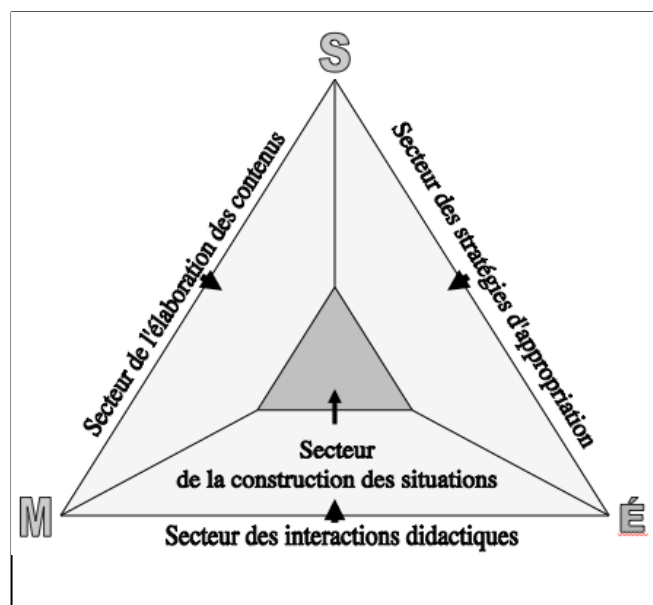 S
Secteur de l'élaboration des contenus
Secteur des stratégies d'appropriation
Secteur
de la construction des situations
M
É
Secteur des interactions didactiques